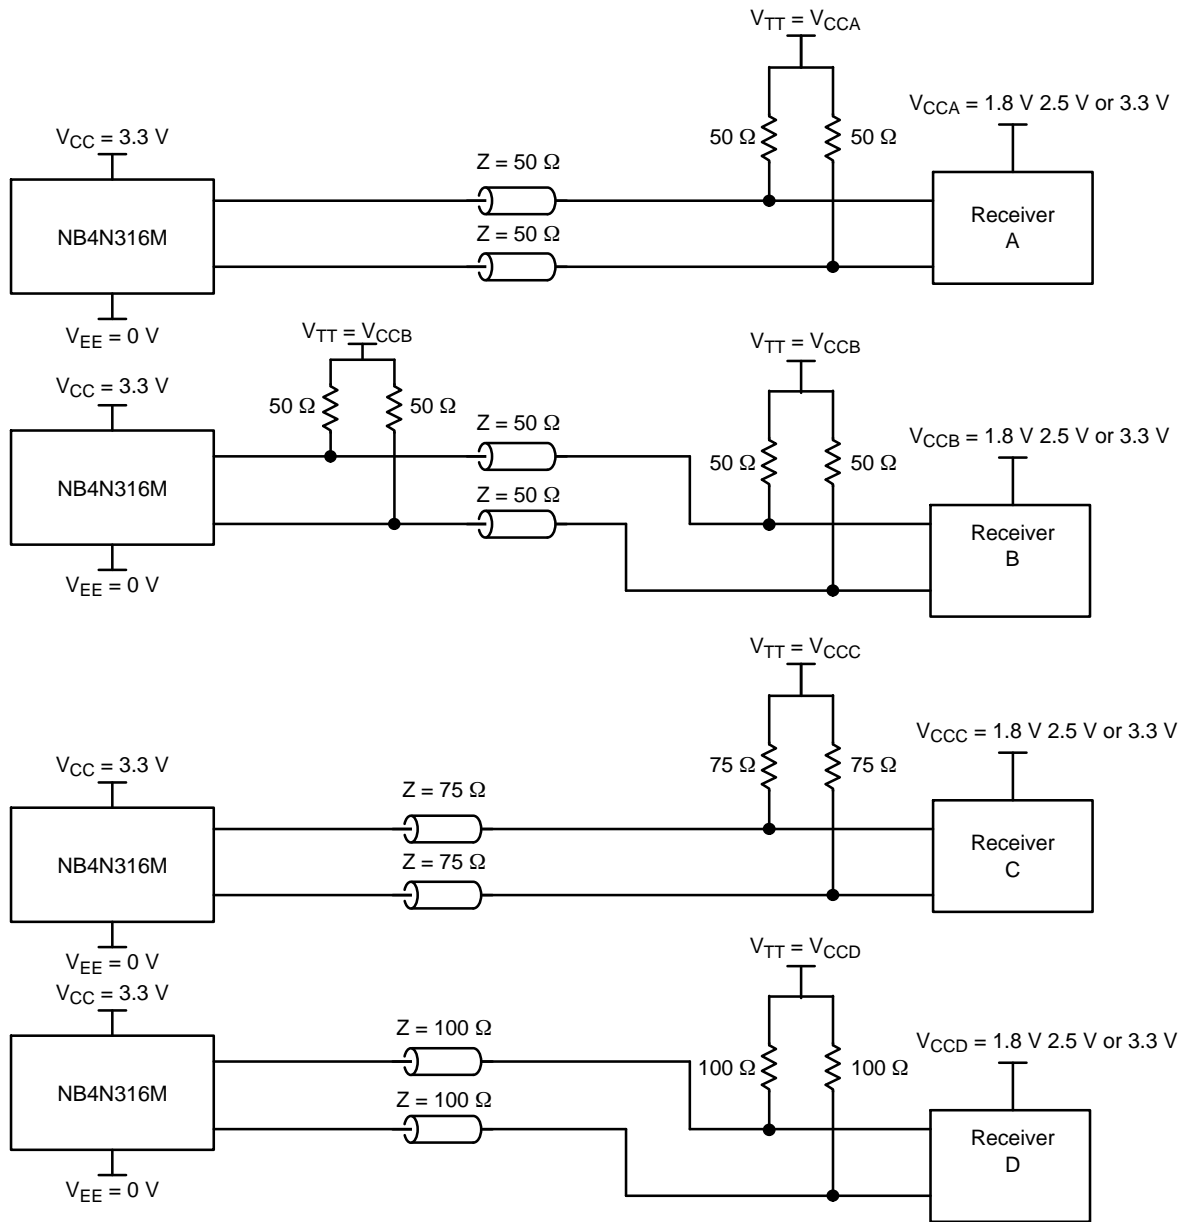 V_TT = V_CCA
V_CCA = 1.8 V 2.5 V or 3.3 V
V_CC = 3.3 V
50 Ω
50 Ω
Z = 50 Ω
NB4N316M
Z = 50 Ω
Receiver
A
V_EE = 0 V
V_TT = V_CCB
V_TT = V_CCB
V_CC = 3.3 V
50 Ω
50 Ω
Z = 50 Ω
V_CCB = 1.8 V 2.5 V or 3.3 V
50 Ω
50 Ω
NB4N316M
Z = 50 Ω
Receiver
B
V_EE = 0 V
V_TT = V_CCC
V_CCC = 1.8 V 2.5 V or 3.3 V
V_CC = 3.3 V
75 Ω
75 Ω
Z = 75 Ω
NB4N316M
Z = 75 Ω
Receiver
C
V_EE = 0 V
V_TT = V_CCD
V_CC = 3.3 V
Z = 100 Ω
V_CCD = 1.8 V 2.5 V or 3.3 V
100 Ω
100 Ω
NB4N316M
Z = 100 Ω
Receiver
D
V_EE = 0 V